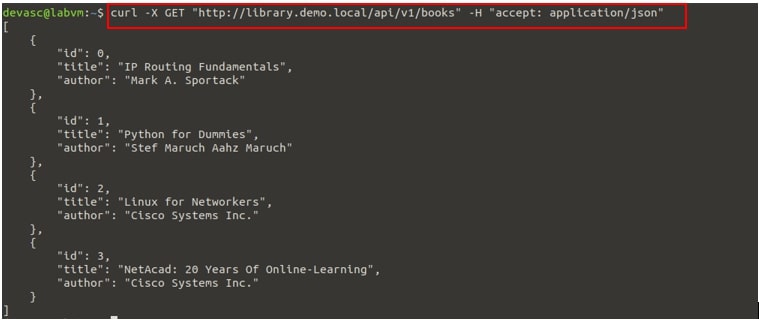 devasc@labvm:~$ curl -X GET "http://library.demo.local/api/v1/books" -H "accept: application/json"
[
    {
        "id": 0,
        "title": "IP Routing Fundamentals",
        "author": "Mark A. Sportack"
    },
    {
        "id": 1,
        "title": "Python for Dummies",
        "author": "Stef Maruch Aahz Maruch"
    },
    {
        "id": 2,
        "title": "Linux for Networkers",
        "author": "Cisco Systems Inc."
    },
    {
        "id": 3,
        "title": "NetAcad: 20 Years Of Online-Learning",
        "author": "Cisco Systems Inc."
    }
]